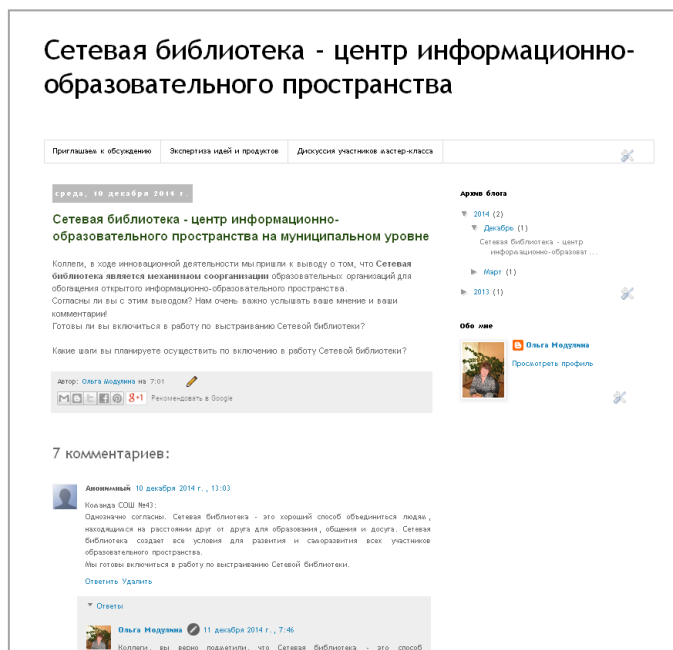 Сетевая библиотека - центр информационно-
образовательного пространства
Приглашаем к обсуждению
Экспертиза идей и продуктов
Дискуссия участников мастер-класса
среда, 10 декабря 2014 г.
Сетевая библиотека - центр информационно-
образовательного пространства на муниципальном уровне
Коллеги, в ходе инновационной деятельности мы пришли к выводу о том, что Сетевая
библиотека является механизмом соорганизации образовательных организаций для
обогащения открытого информационно-образовательного пространства.
Согласны ли вы с этим выводом? Нам очень важно услышать ваше мнение и ваши
комментарии!
Готовы ли вы включиться в работу по выстраиванию Сетевой библиотеки?
Какие шаги вы планируете осуществить по включению в работу Сетевой библиотеки?
Автор: Ольга Модулина на 7:01
g+1 Рекомендовать в Google
Архив блога
▼ 2014 (2)
▼ Декабрь (1)
Сетевая библиотека - центр
информационно-образоват ...
► Март (1)
► 2013 (1)
Обо мне
Ольга Модулина
Просмотреть профиль
7 комментариев:
Анонимный 10 декабря 2014 г., 13:03
Команда СОШ №43:
Однозначно согласны. Сетевая библиотека - это хороший способ объединиться людям,
находящимся на расстоянии друг от друга для образования, общения и досуга. Сетевая
библиотека создает все условия для развития и саморазвития всех участников
образовательного пространства.
Мы готовы включиться в работу по выстраиванию Сетевой библиотеки.
Ответить Удалить
▼ Ответы
Ольга Модулина 11 декабря 2014 г., 7:46
Коллеги, вы верно подметили, что Сетевая библиотека - это способ